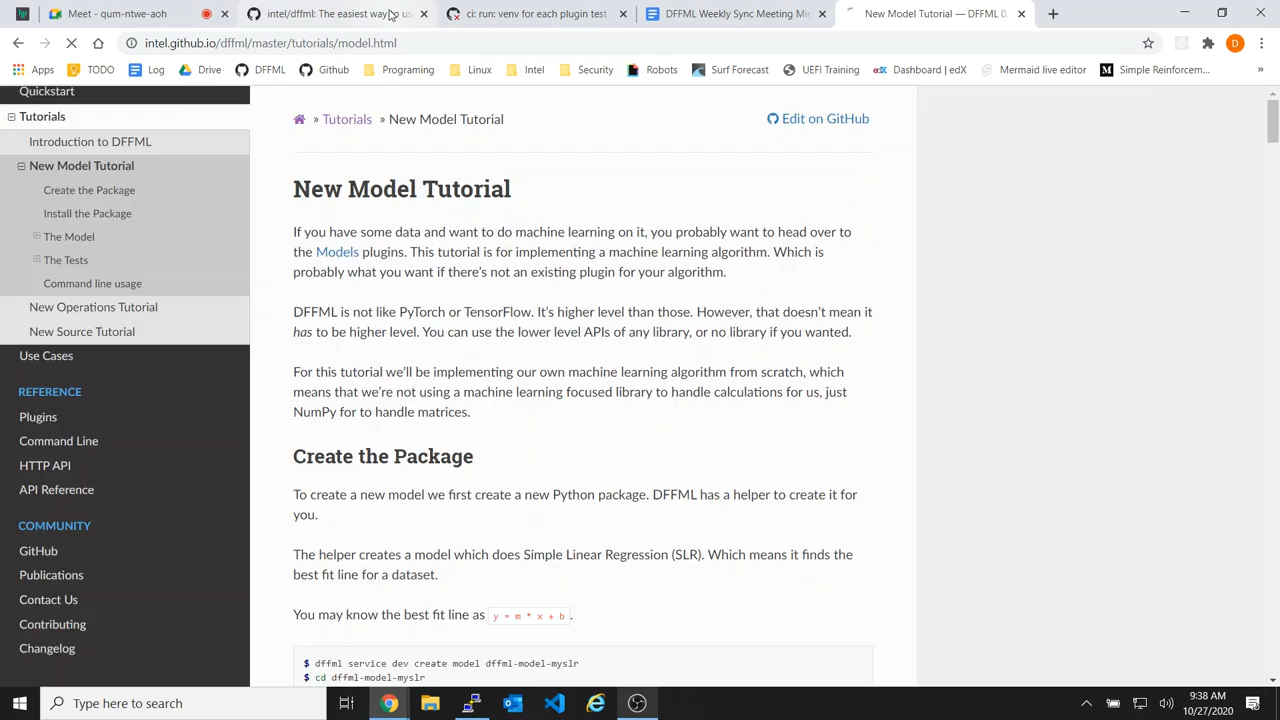 Meet - qum-ntwe-aoh
intel/dffml: The easiest way to us
ci: run: venv for each plugin test
DFFML Weekly Sync Meeting Min
New Model Tutorial — DFFML 0.
intel.github.io/dffml/master/tutorials/model.html
D
Apps
TODO
Log
Drive
DFFML
Github
Programing
Linux
Intel
Security
Robots
Surf Forecast
UEFI Training
Dashboard | edX
Mermaid live editor
Simple Reinforcem...
»
Quickstart
Tutorials
Introduction to DFFML
New Model Tutorial
Create the Package
Install the Package
The Model
The Tests
Command line usage
New Operations Tutorial
New Source Tutorial
Use Cases
REFERENCE
Plugins
Command Line
HTTP API
API Reference
COMMUNITY
GitHub
Publications
Contact Us
Contributing
Changelog
» Tutorials » New Model Tutorial
Edit on GitHub
New Model Tutorial
If you have some data and want to do machine learning on it, you probably want to head over to
the Models plugins. This tutorial is for implementing a machine learning algorithm. Which is
probably what you want if there's not an existing plugin for your algorithm.
DFFML is not like PyTorch or TensorFlow. It's higher level than those. However, that doesn't mean it
has to be higher level. You can use the lower level APIs of any library, or no library if you wanted.
For this tutorial we'll be implementing our own machine learning algorithm from scratch, which
means that we're not using a machine learning focused library to handle calculations for us, just
NumPy for to handle matrices.
Create the Package
To create a new model we first create a new Python package. DFFML has a helper to create it for
you.
The helper creates a model which does Simple Linear Regression (SLR). Which means it finds the
best fit line for a dataset.
You may know the best fit line as y = m * x + b.
$ dffml service dev create model dffml-model-myslr
$ cd dffml-model-myslr
Type here to search
9:38 AM
10/27/2020